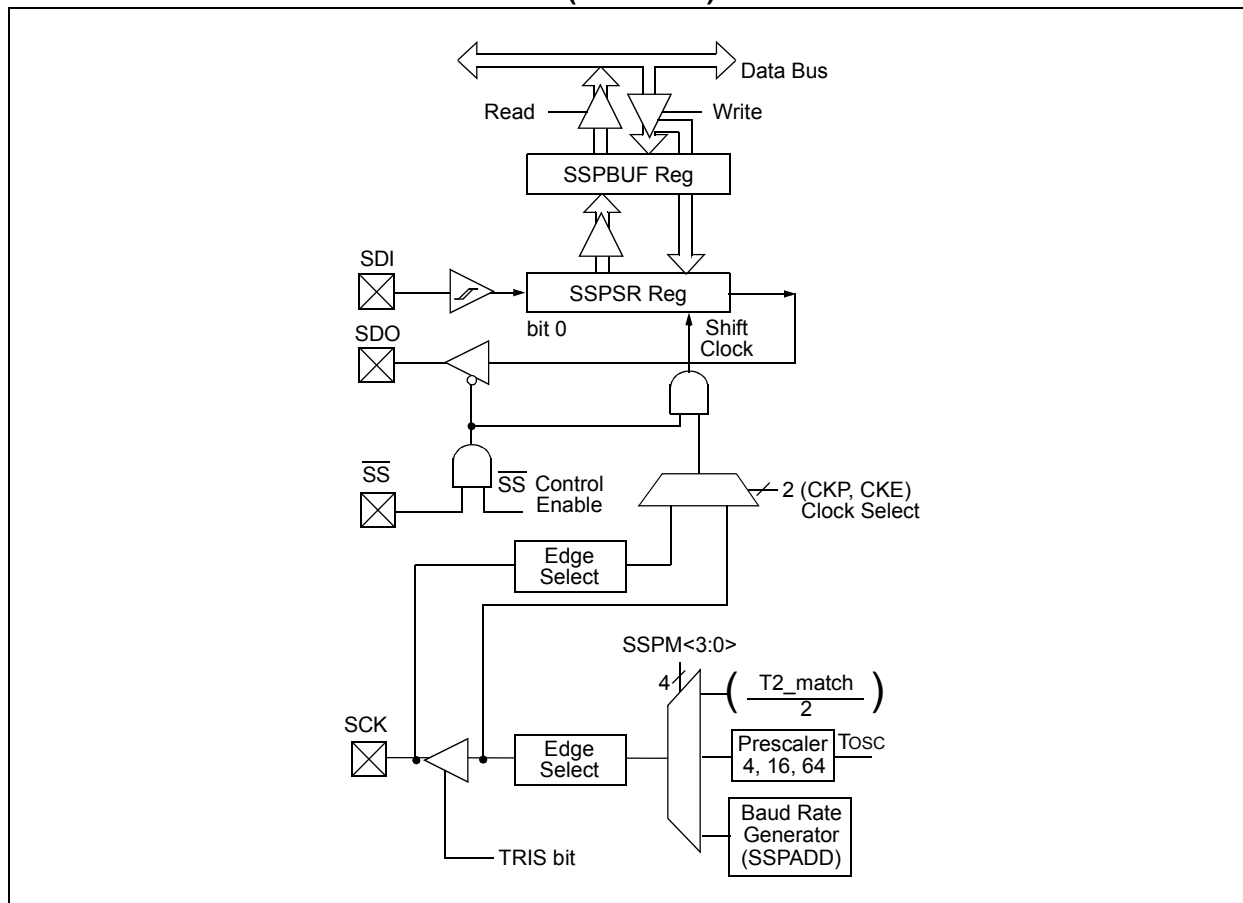 Data Bus
Read
Write
SSPBUF Reg
SDI
SSPSR Reg
bit 0
Shift
Clock
SDO
SS
SS Control
Enable
2 (CKP, CKE)
Clock Select
Edge
Select
SSPM<3:0>
4
( T2_match
2 )
SCK
Edge
Select
Prescaler
4, 16, 64
TOSC
Baud Rate
Generator
(SSPADD)
TRIS bit